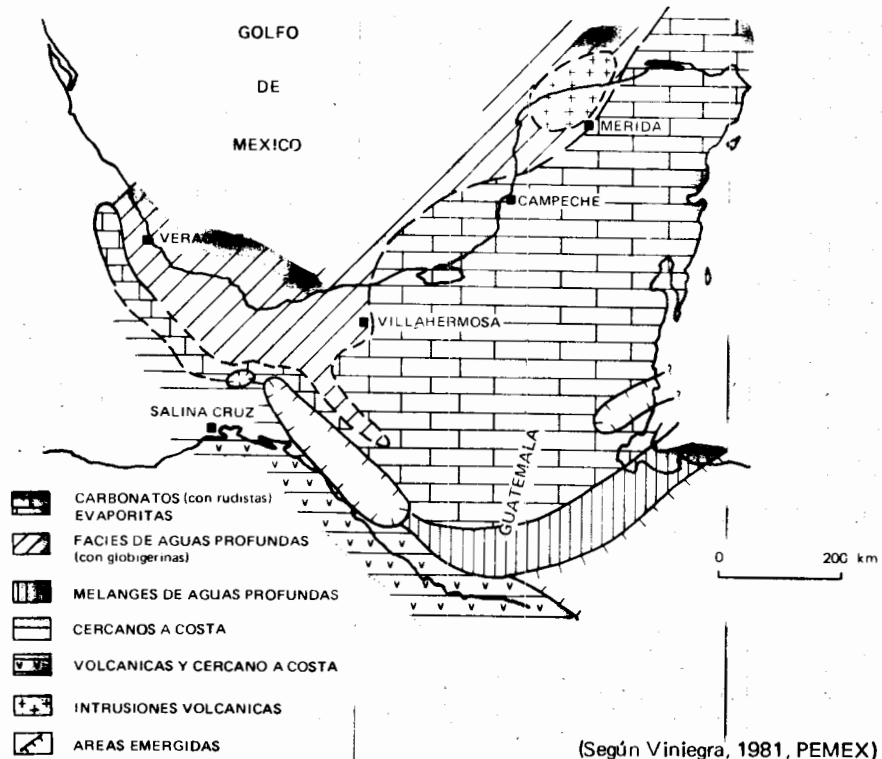 GOLFO
DE
MEXICO
MERIDA
CAMPECHE
VILLAHERMOSA
SALINA CRUZ
GUATEMALA
?
?
0 200 km
CARBONATOS (con rudistas)
EVAPORITAS
FACIES DE AGUAS PROFUNDAS
(con globigerinas)
MELANGES DE AGUAS PROFUNDAS
CERCANOS A COSTA
VOLCANICAS Y CERCANO A COSTA
INTRUSIONES VOLCANICAS
AREAS EMERGIDAS
(Según Viniegra, 1981, PEMEX)